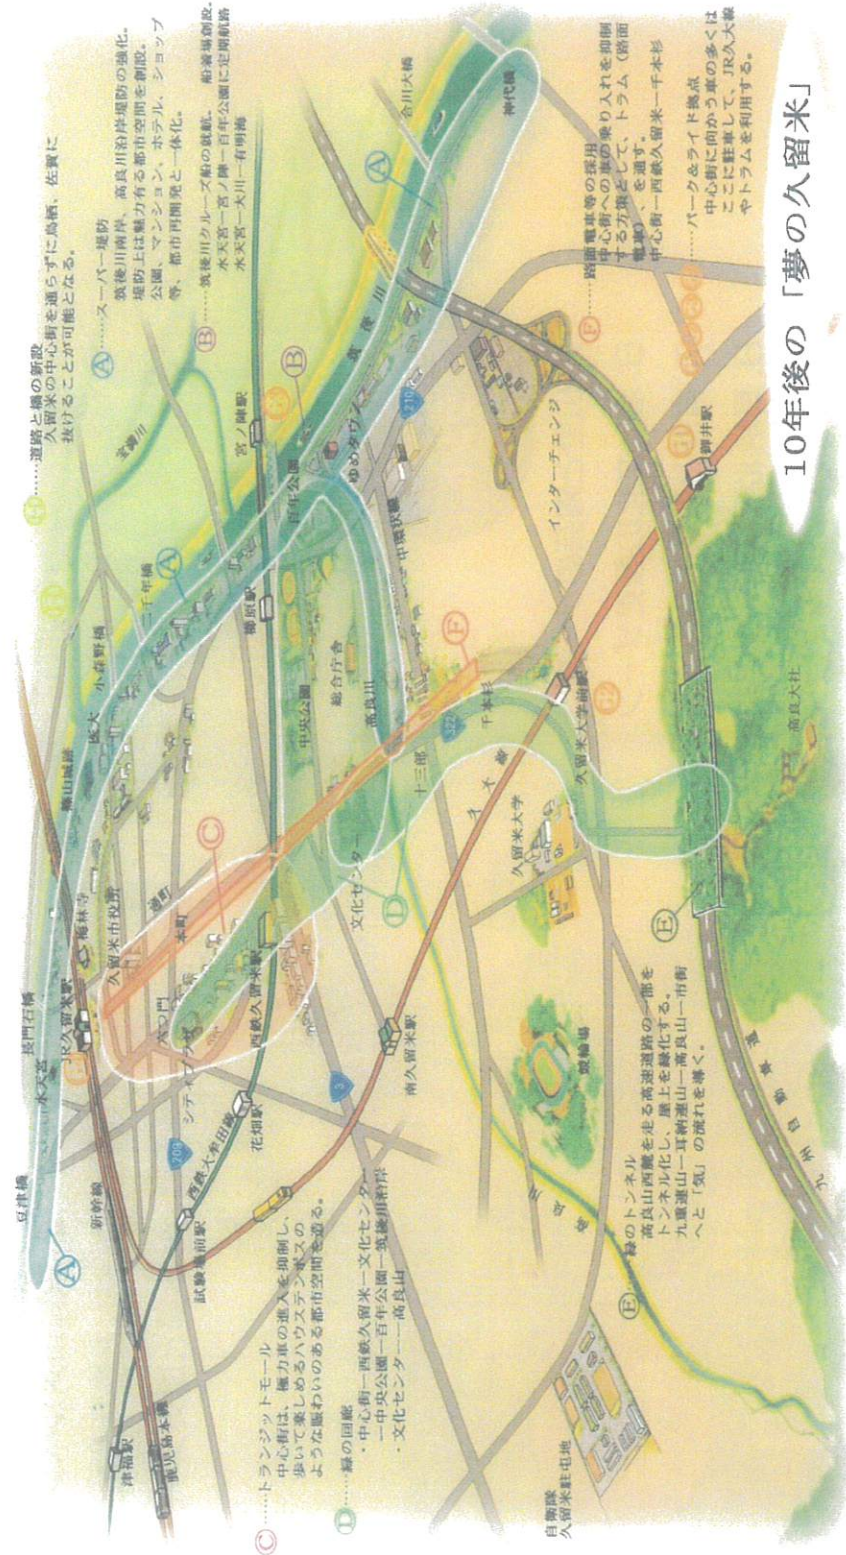 10年後の「夢の久留米」
Ⓗ……道路と橋の新設
久留米の中心街を通らずに鳥栖、佐賀に
抜けることが可能となる。
Ⓐ……スーパー堤防
筑後川南岸、高良川沿岸堤防の強化。
堤防上は魅力有る都市空間を創設。
公園、マンション、ホテル、ショップ
等、都市再開発と一体化。
Ⓑ……筑後川クルーズ船の就航。 船着場創設。
水天宮―宮ノ陣―百年公園に定期航路
水天宮―大川―有明海
Ⓕ……路面電車等の採用
中心街への車の乗り入れを抑制
する方策として、トラム（路面
電車）、を通す。
中心街―西鉄久留米―千本杉
……パーク&ライド拠点
中心街に向かう車の多くは
ここに駐車して、JR久大線
やトラムを利用する。
Ⓒ……トランジットモール
中心街は、極力車の進入を抑制し、
歩いて楽しめるハウステンボスの
ような賑わいのある都市空間を造る。
Ⓓ……緑の回廊
・中心街―西鉄久留米―文化センター
―中央公園―百年公園―筑後川沿岸
・文化センター――高良山
Ⓔ……緑のトンネル
高良山西麓を走る高速道路の一部を
トンネル化し、屋上を緑化する。
九重連山―耳納連山―高良山―市街
へと「気」の流れを導く。
豆津橋
水天宮
長門石橋
JR久留米駅
梅林寺
久留米市役所
篠山城跡
医大
小森野橋
二千年橋
宝満川
宮ノ陣駅
百年公園
ゆめタウン
筑後川
合川大橋
神代橋
210
中環状線
櫛原駅
中央公園
総合庁舎
高良川
通町
本町
六つ門
シティプラザ
西鉄久留米駅
文化センター
十三部
千本杉
322
インターチェンジ
御井駅
久留米大学前駅
久留米大学
高良大社
新幹線
209
西鉄大牟田線
花畑駅
3
南久留米駅
試験場前駅
津福駅
鹿児島本線
競輪場
高良川
九州自動車道
自衛隊
久留米駐屯地
Ⓐ
Ⓐ
Ⓐ
Ⓑ
Ⓒ
Ⓓ
Ⓔ
Ⓕ
G1
G2
G3